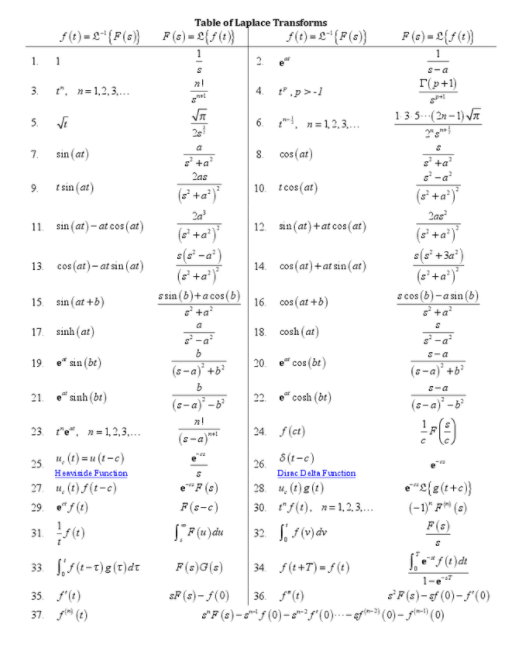 Table of Laplace Transforms
f(t) = 𝔏⁻¹{F(s)} F(s) = 𝔏{f(t)} f(t) = 𝔏⁻¹{F(s)} F(s) = 𝔏{f(t)}
1. 1 1/s 2. e^(at) 1/(s-a)
3. t^n, n=1,2,3,... n!/s^(n+1) 4. t^p, p > -1 Γ(p+1)/s^(p+1)
5. √t √π/(2s^(3/2)) 6. t^(n-1/2), n=1,2,3,... 1·3·5···(2n-1)√π/(2^n s^(n+1/2))
7. sin(at) a/(s²+a²) 8. cos(at) s/(s²+a²)
9. t sin(at) 2as/(s²+a²)² 10. t cos(at) (s²-a²)/(s²+a²)²
11. sin(at)-at cos(at) 2a³/(s²+a²)² 12. sin(at)+at cos(at) 2as²/(s²+a²)²
13. cos(at)-at sin(at) s(s²-a²)/(s²+a²)² 14. cos(at)+at sin(at) s(s²+3a²)/(s²+a²)²
15. sin(at+b) (s sin(b)+a cos(b))/(s²+a²) 16. cos(at+b) (s cos(b)-a sin(b))/(s²+a²)
17. sinh(at) a/(s²-a²) 18. cosh(at) s/(s²-a²)
19. e^(at) sin(bt) b/((s-a)²+b²) 20. e^(at) cos(bt) (s-a)/((s-a)²+b²)
21. e^(at) sinh(bt) b/((s-a)²-b²) 22. e^(at) cosh(bt) (s-a)/((s-a)²-b²)
23. t^n e^(at), n=1,2,3,... n!/(s-a)^(n+1) 24. f(ct) (1/c)F(s/c)
25. u_c(t)=u(t-c) e^(-cs)/s 26. δ(t-c) e^(-cs)
Heaviside Function Dirac Delta Function
27. u_c(t)f(t-c) e^(-cs)F(s) 28. u_c(t)g(t) e^(-cs)𝔏{g(t+c)}
29. e^(ct)f(t) F(s-c) 30. t^n f(t), n=1,2,3,... (-1)^n F^(n)(s)
31. (1/t)f(t) ∫_s^∞ F(u)du 32. ∫_0^t f(v)dv F(s)/s
33. ∫_0^t f(t-τ)g(τ)dτ F(s)G(s) 34. f(t+T)=f(t) ∫_0^T e^(-st)f(t)dt/(1-e^(-sT))
35. f'(t) sF(s)-f(0) 36. f''(t) s²F(s)-sf(0)-f'(0)
37. f^(n)(t) s^n F(s)-s^(n-1)f(0)-s^(n-2)f'(0)···-sf^(n-2)(0)-f^(n-1)(0)